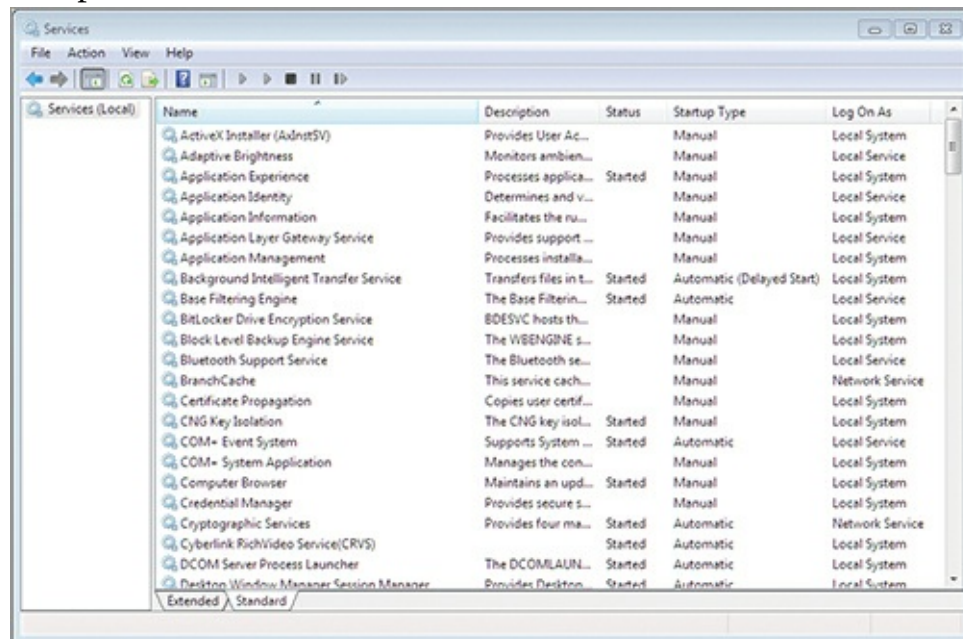 Services
File Action View Help
Services (Local)
Name Description Status Startup Type Log On As
ActiveX Installer (AxInstSV) Provides User Ac... Manual Local System
Adaptive Brightness Monitors ambien... Manual Local Service
Application Experience Processes applica... Started Manual Local System
Application Identity Determines and v... Manual Local Service
Application Information Facilitates the ru... Manual Local System
Application Layer Gateway Service Provides support ... Manual Local Service
Application Management Processes installa... Manual Local System
Background Intelligent Transfer Service Transfers files in t... Started Automatic (Delayed Start) Local System
Base Filtering Engine The Base Filterin... Started Automatic Local Service
BitLocker Drive Encryption Service BDESVC hosts th... Manual Local System
Block Level Backup Engine Service The WBENGINE s... Manual Local System
Bluetooth Support Service The Bluetooth se... Manual Local Service
BranchCache This service cach... Manual Network Service
Certificate Propagation Copies user certif... Manual Local System
CNG Key Isolation The CNG key isol... Started Manual Local System
COM+ Event System Supports System ... Started Automatic Local Service
COM+ System Application Manages the con... Manual Local System
Computer Browser Maintains an upd... Started Manual Local System
Credential Manager Provides secure s... Manual Local System
Cryptographic Services Provides four ma... Started Automatic Network Service
Cyberlink RichVideo Service(CRVS) Started Automatic Local System
DCOM Server Process Launcher The DCOMLAUN... Started Automatic Local System
Desktop Window Manager Session Manager Provides Desktop... Started Automatic Local System
Extended Standard